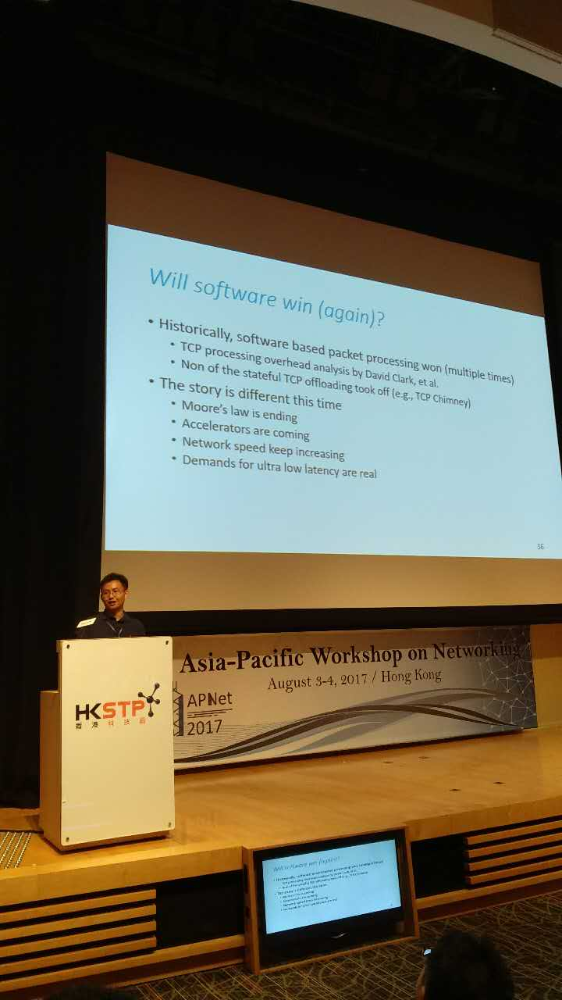 Will software win (again)?
• Historically, software based packet processing won (multiple times)
• TCP processing overhead analysis by David Clark, et al.
• Non of the stateful TCP offloading took off (e.g., TCP Chimney)
• The story is different this time
• Moore's law is ending
• Accelerators are coming
• Network speed keep increasing
• Demands for ultra low latency are real
36
Asia-Pacific Workshop on Networking
August 3-4, 2017 / Hong Kong
APNet
2017
HKSTP
香港科技園
Will software win (again)?